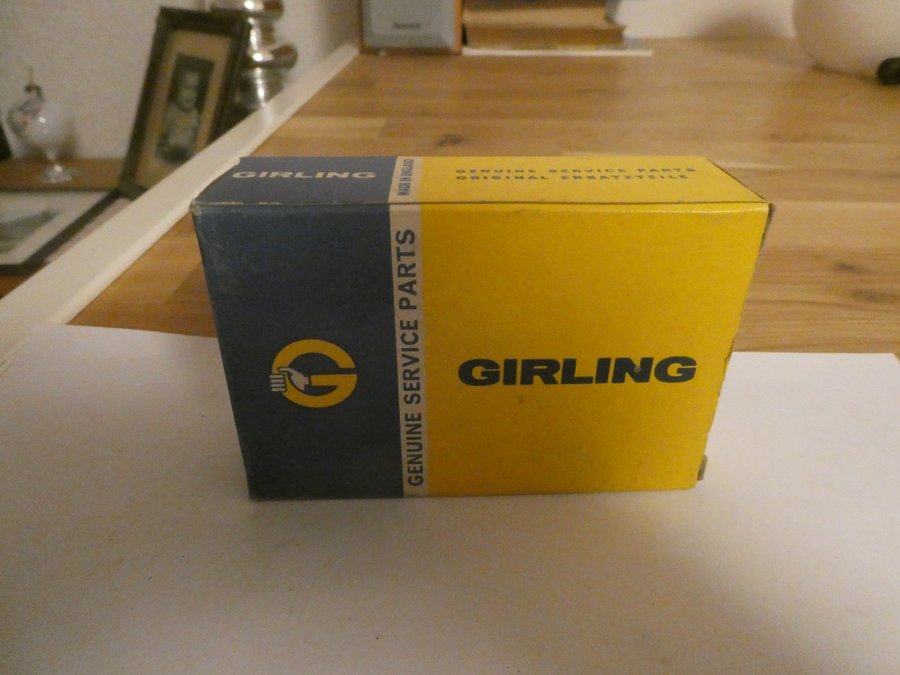 GIRLING
MADE IN ENGLAND
GENUINE SERVICE PARTS
ORIGINAL ERSATZTEILE
GENUINE SERVICE PARTS
G
GIRLING